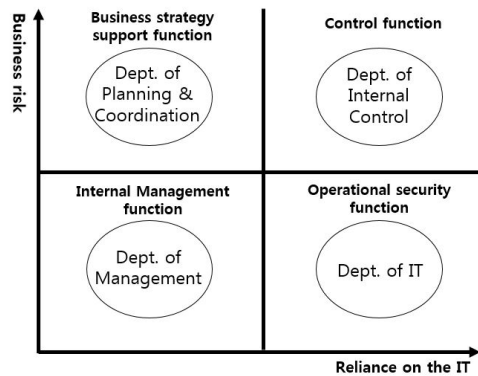 Business risk
Business strategy
support function
Dept. of
Planning &
Coordination
Control function
Dept. of
Internal
Control
Internal Management
function
Dept. of
Management
Operational security
function
Dept. of IT
Reliance on the IT